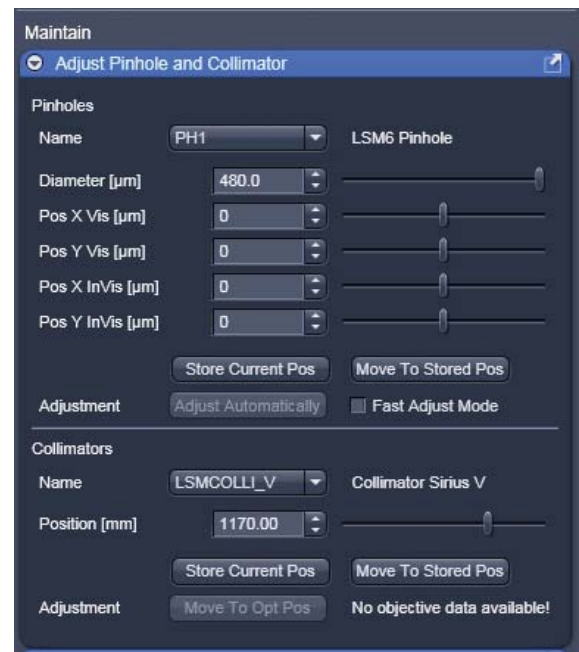 Maintain
Adjust Pinhole and Collimator
Pinholes
Name PH1 LSM6 Pinhole
Diameter [µm] 480.0
Pos X Vis [µm] 0
Pos Y Vis [µm] 0
Pos X InVis [µm] 0
Pos Y InVis [µm] 0
Store Current Pos Move To Stored Pos
Adjustment Adjust Automatically Fast Adjust Mode
Collimators
Name LSMCOLLI_V Collimator Sirius V
Position [mm] 1170.00
Store Current Pos Move To Stored Pos
Adjustment Move To Opt Pos No objective data available!